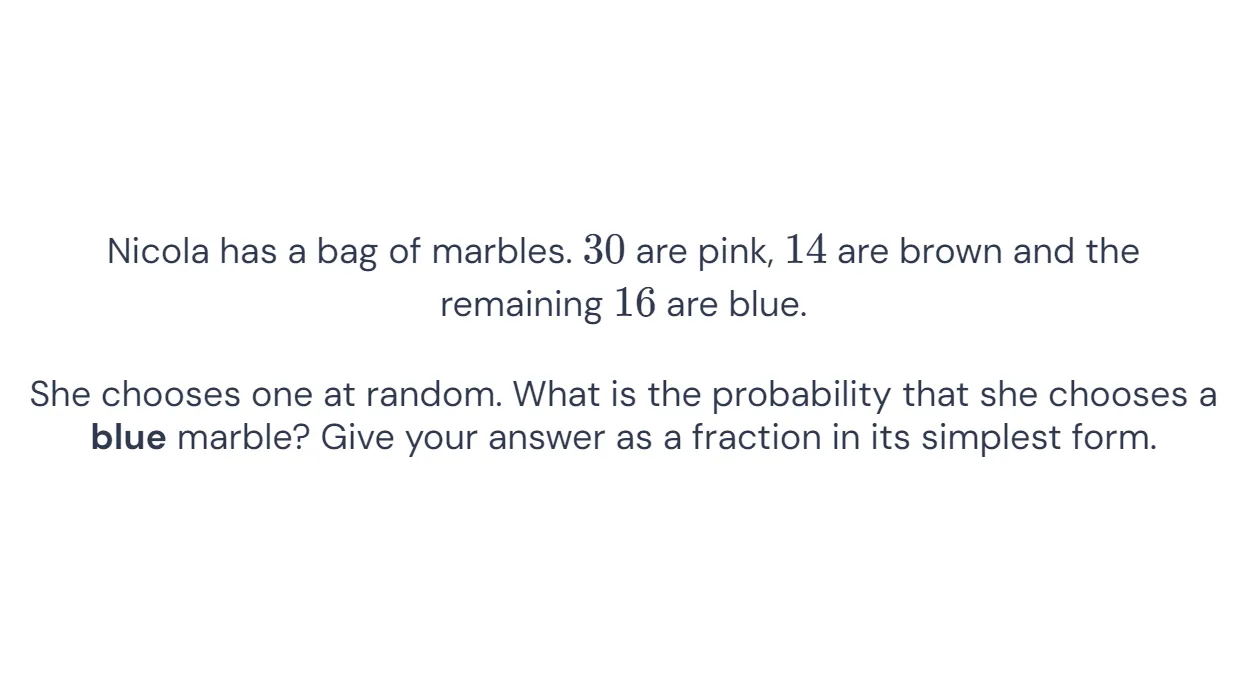 Nicola has a bag of marbles. 30 are pink, 14 are brown and the
remaining 16 are blue.
She chooses one at random. What is the probability that she chooses a
blue marble? Give your answer as a fraction in its simplest form.